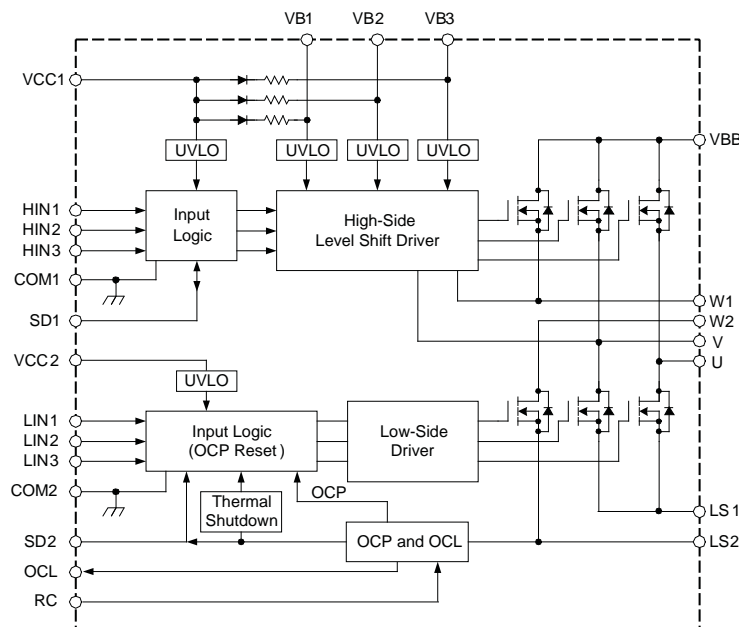 VB1 VB2 VB3
VCC1
UVLO UVLO UVLO UVLO
VBB
HIN1
HIN2
HIN3
Input
Logic
High-Side
Level Shift Driver
COM1
SD1
W1
W2
V
U
VCC2
UVLO
LIN1
LIN2
LIN3
Input Logic
(OCP Reset)
Low-Side
Driver
COM2
Thermal
Shutdown
OCP
LS1
SD2
OCP and OCL
LS2
OCL
RC